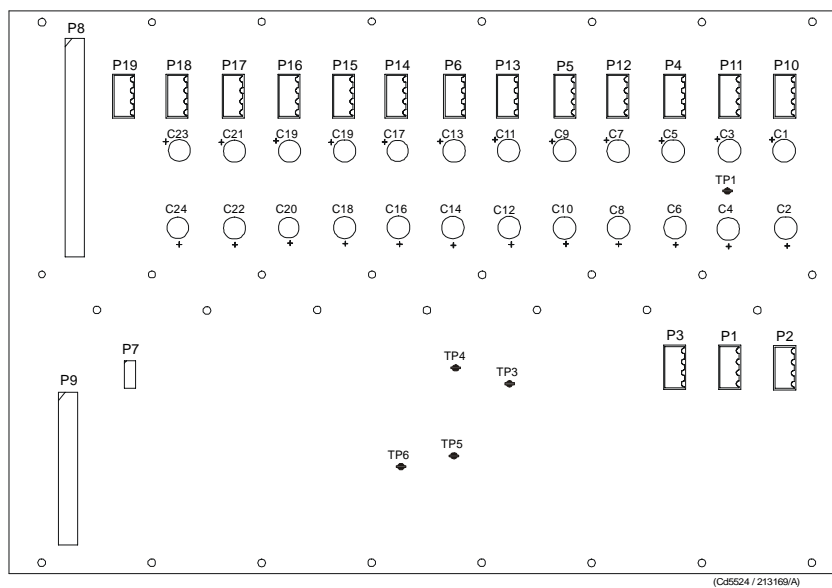 P8
P19 P18 P17 P16 P15 P14 P6 P13 P5 P12 P4 P11 P10
C23 C21 C19 C19 C17 C13 C11 C9 C7 C5 C3 C1
TP1
C24 C22 C20 C18 C16 C14 C12 C10 C8 C6 C4 C2
P3 P1 P2
P7
TP4
TP3
P9
TP5
TP6
(Cd5524 / 213169/A)